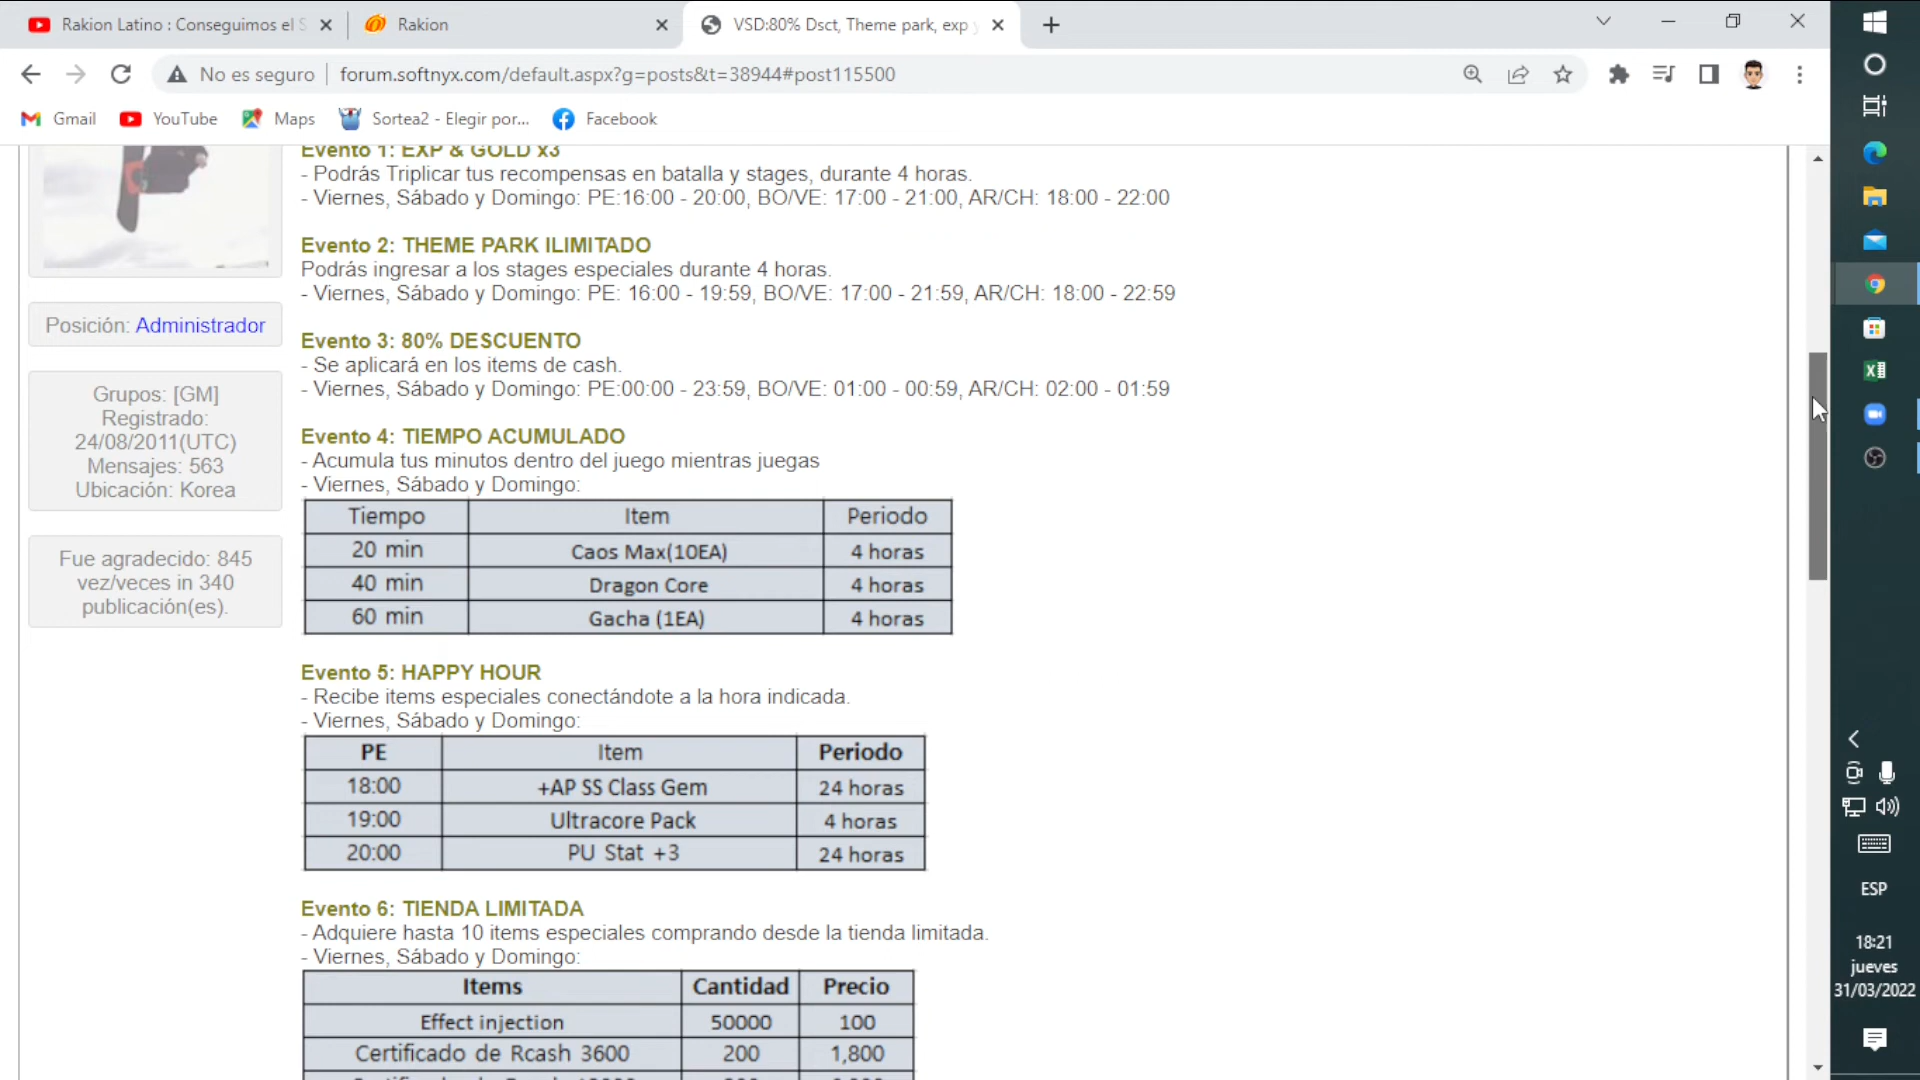 Rakion Latino : Conseguimos el S
Rakion
VSD:80% Dsct, Theme park, exp y
No es seguro
forum.softnyx.com/default.aspx?g=posts&t=38944#post115500
Gmail
YouTube
Maps
Sortea2 - Elegir por...
Facebook
Posición: Administrador
Grupos: [GM]
Registrado:
24/08/2011(UTC)
Mensajes: 563
Ubicación: Korea
Fue agradecido: 845
vez/veces in 340
publicación(es).
Evento 1: EXP & GOLD x3
- Podrás Triplicar tus recompensas en batalla y stages, durante 4 horas.
- Viernes, Sábado y Domingo: PE:16:00 - 20:00, BO/VE: 17:00 - 21:00, AR/CH: 18:00 - 22:00
Evento 2: THEME PARK ILIMITADO
Podrás ingresar a los stages especiales durante 4 horas.
- Viernes, Sábado y Domingo: PE: 16:00 - 19:59, BO/VE: 17:00 - 21:59, AR/CH: 18:00 - 22:59
Evento 3: 80% DESCUENTO
- Se aplicará en los items de cash.
- Viernes, Sábado y Domingo: PE:00:00 - 23:59, BO/VE: 01:00 - 00:59, AR/CH: 02:00 - 01:59
Evento 4: TIEMPO ACUMULADO
- Acumula tus minutos dentro del juego mientras juegas
- Viernes, Sábado y Domingo:
Tiempo Item Periodo
20 min Caos Max(10EA) 4 horas
40 min Dragon Core 4 horas
60 min Gacha (1EA) 4 horas
Evento 5: HAPPY HOUR
- Recibe items especiales conectándote a la hora indicada.
- Viernes, Sábado y Domingo:
PE Item Periodo
18:00 +AP SS Class Gem 24 horas
19:00 Ultracore Pack 4 horas
20:00 PU Stat +3 24 horas
Evento 6: TIENDA LIMITADA
- Adquiere hasta 10 items especiales comprando desde la tienda limitada.
- Viernes, Sábado y Domingo:
Items Cantidad Precio
Effect injection 50000 100
Certificado de Rcash 3600 200 1,800
ESP
18:21
jueves
31/03/2022